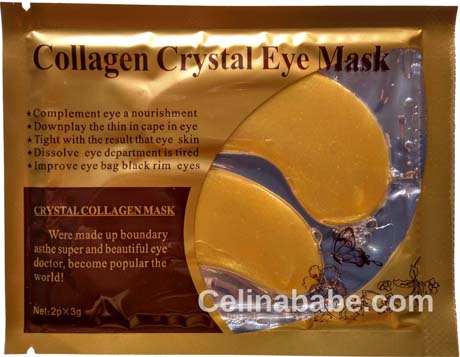 Collagen Crystal Eye Mask
★Complement eye a nourishment
★Downplay the thin in cape in eye
★Tight with the result that eye skin
★Dissolve eye department is tired
★Improve eye bag black rim eyes
CRYSTAL COLLAGEN MASK
Were made up boundary
asthe super and beautiful eye
doctor, become popular the
world!
Net:2p×3g
Celinababe.com